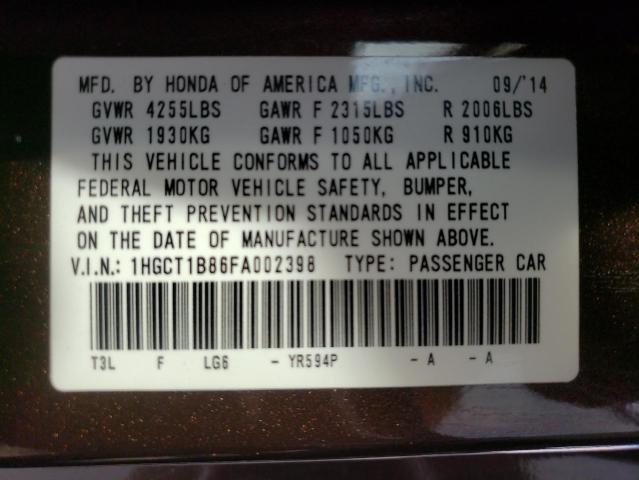 MFD. BY HONDA OF AMERICA MFG., INC. 09/'14
GVWR 4255LBS GAWR F 2315LBS R 2006LBS
GVWR 1930KG GAWR F 1050KG R 910KG
THIS VEHICLE CONFORMS TO ALL APPLICABLE
FEDERAL MOTOR VEHICLE SAFETY, BUMPER,
AND THEFT PREVENTION STANDARDS IN EFFECT
ON THE DATE OF MANUFACTURE SHOWN ABOVE.
V.I.N.: 1HGCT1B86FA002398 TYPE: PASSENGER CAR
T3L F LG6 - YR594P - A - A